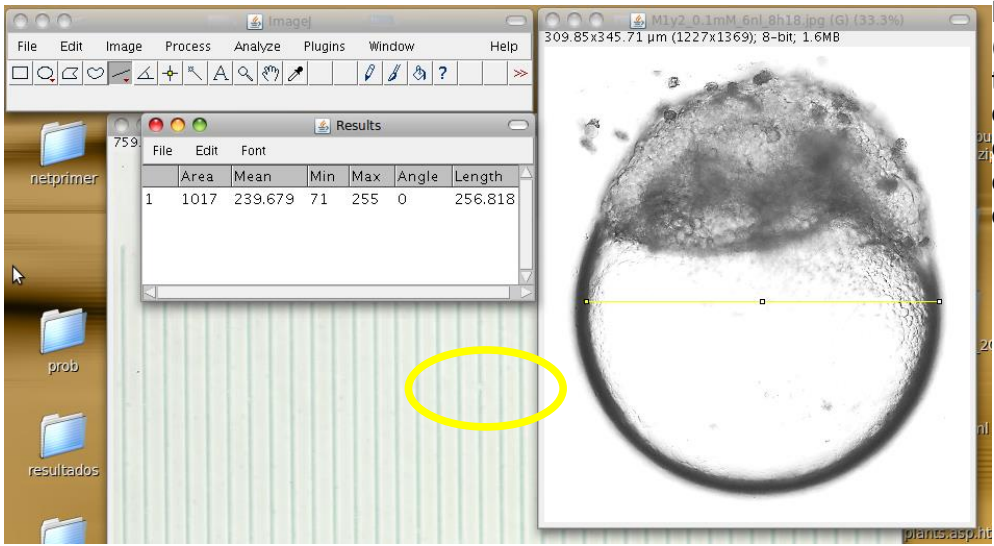 ImageJ
File Edit Image Process Analyze Plugins Window Help
A ? >>
M1y2_0.1mM_6nl_8h18.jpg (G) (33.3%)
309.85x345.71 µm (1227x1369); 8-bit; 1.6MB
759.
Results
File Edit Font
Area Mean Min Max Angle Length
1 1017 239.679 71 255 0 256.818
netprimer
prob
resultados
plants.asp.ht